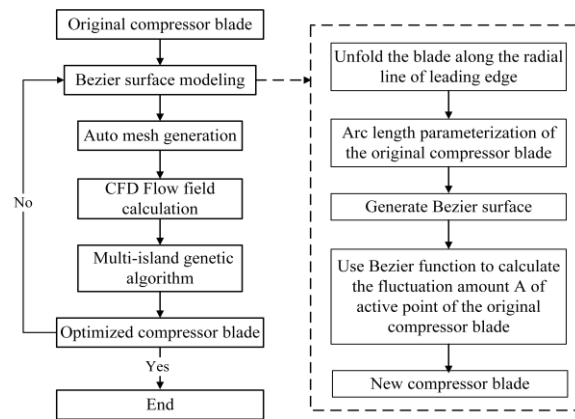 Original compressor blade
Bezier surface modeling
Auto mesh generation
CFD Flow field
calculation
Multi-island genetic
algorithm
Optimized compressor blade
No
Yes
End
Unfold the blade along the radial
line of leading edge
Arc length parameterization of
the original compressor blade
Generate Bezier surface
Use Bezier function to calculate
the fluctuation amount A of
active point of the original
compressor blade
New compressor blade